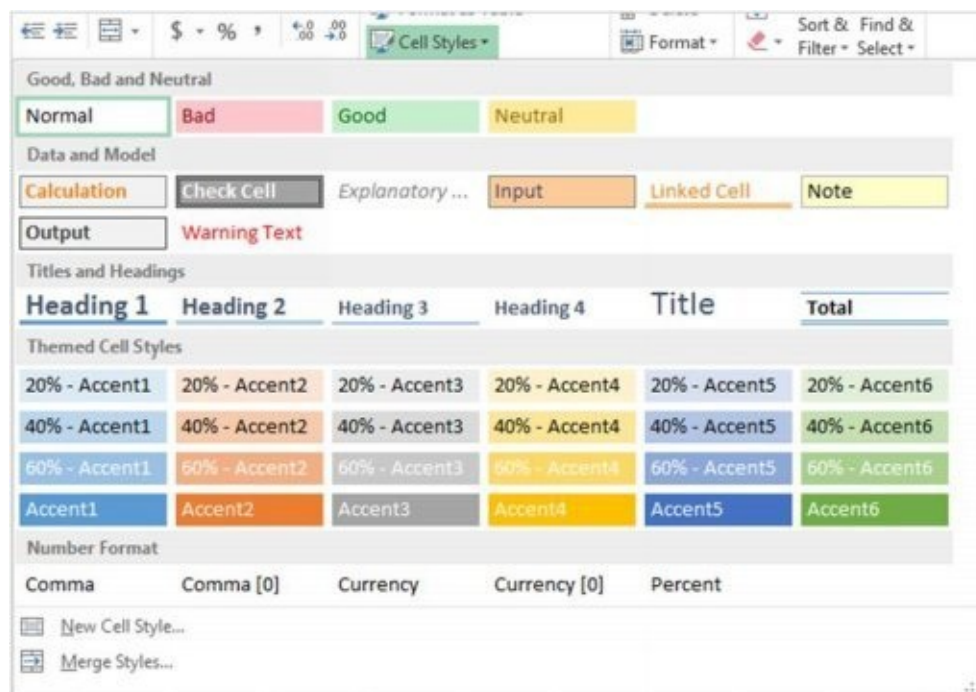 $ % ,
Sort & Find &
Cell Styles Format Filter Select
Good, Bad and Neutral
Normal Bad Good Neutral
Data and Model
Calculation Check Cell Explanatory ... Input Linked Cell Note
Output Warning Text
Titles and Headings
Heading 1 Heading 2 Heading 3 Heading 4 Title Total
Themed Cell Styles
20% - Accent1 20% - Accent2 20% - Accent3 20% - Accent4 20% - Accent5 20% - Accent6
40% - Accent1 40% - Accent2 40% - Accent3 40% - Accent4 40% - Accent5 40% - Accent6
60% - Accent1 60% - Accent2 60% - Accent3 60% - Accent4 60% - Accent5 60% - Accent6
Accent1 Accent2 Accent3 Accent4 Accent5 Accent6
Number Format
Comma Comma [0] Currency Currency [0] Percent
New Cell Style...
Merge Styles...